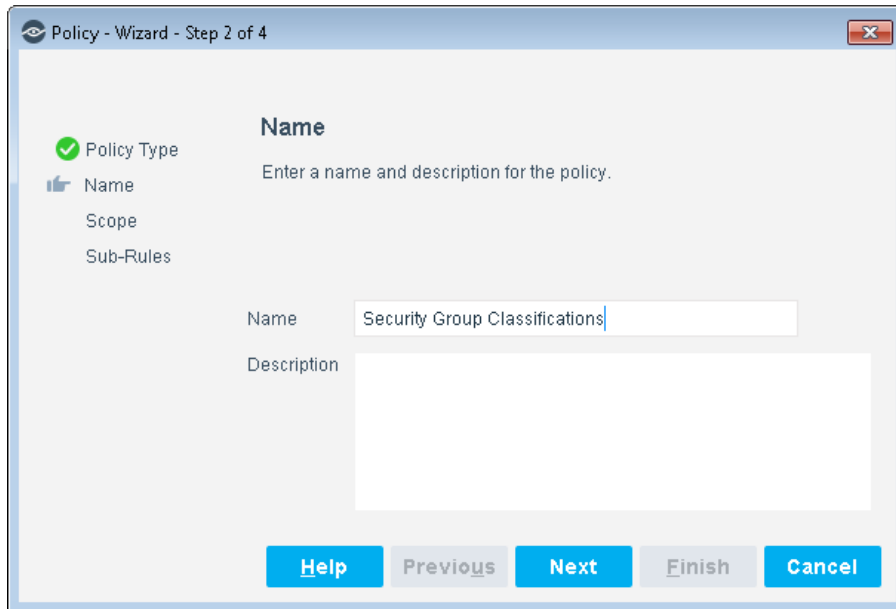 Policy - Wizard - Step 2 of 4
Policy Type
Name
Scope
Sub-Rules
Name
Enter a name and description for the policy.
Name
Security Group Classifications
Description
Help
Previous
Next
Finish
Cancel